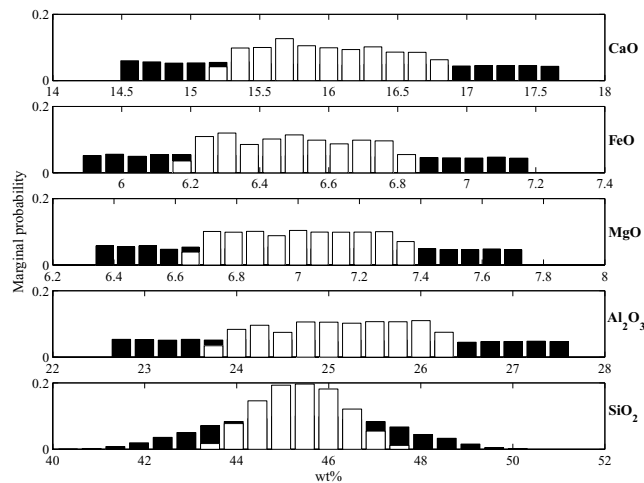 0.2
0
14 14.5 15 15.5 16 16.5 17 17.5 18
CaO
0.2
0
6 6.2 6.4 6.6 6.8 7 7.2 7.4
FeO
0.2
0
6.2 6.4 6.6 6.8 7 7.2 7.4 7.6 7.8 8
MgO
Marginal probability
0.2
0
22 23 24 25 26 27 28
Al₂O₃
0.2
0
40 42 44 46 48 50 52
SiO₂
wt%